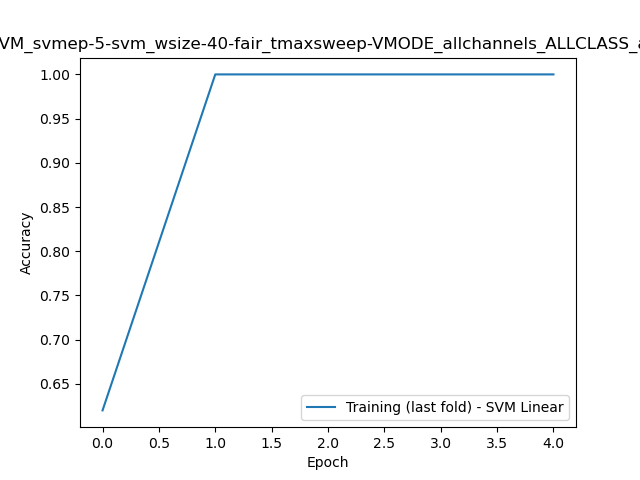 VM_svmep-5-svm_wsize-40-fair_tmaxsweep-VMODE_allchannels_ALLCLASS_a
1.00
0.95
0.90
0.85
0.80
0.75
0.70
0.65
Accuracy
Training (last fold) - SVM Linear
0.0 0.5 1.0 1.5 2.0 2.5 3.0 3.5 4.0
Epoch